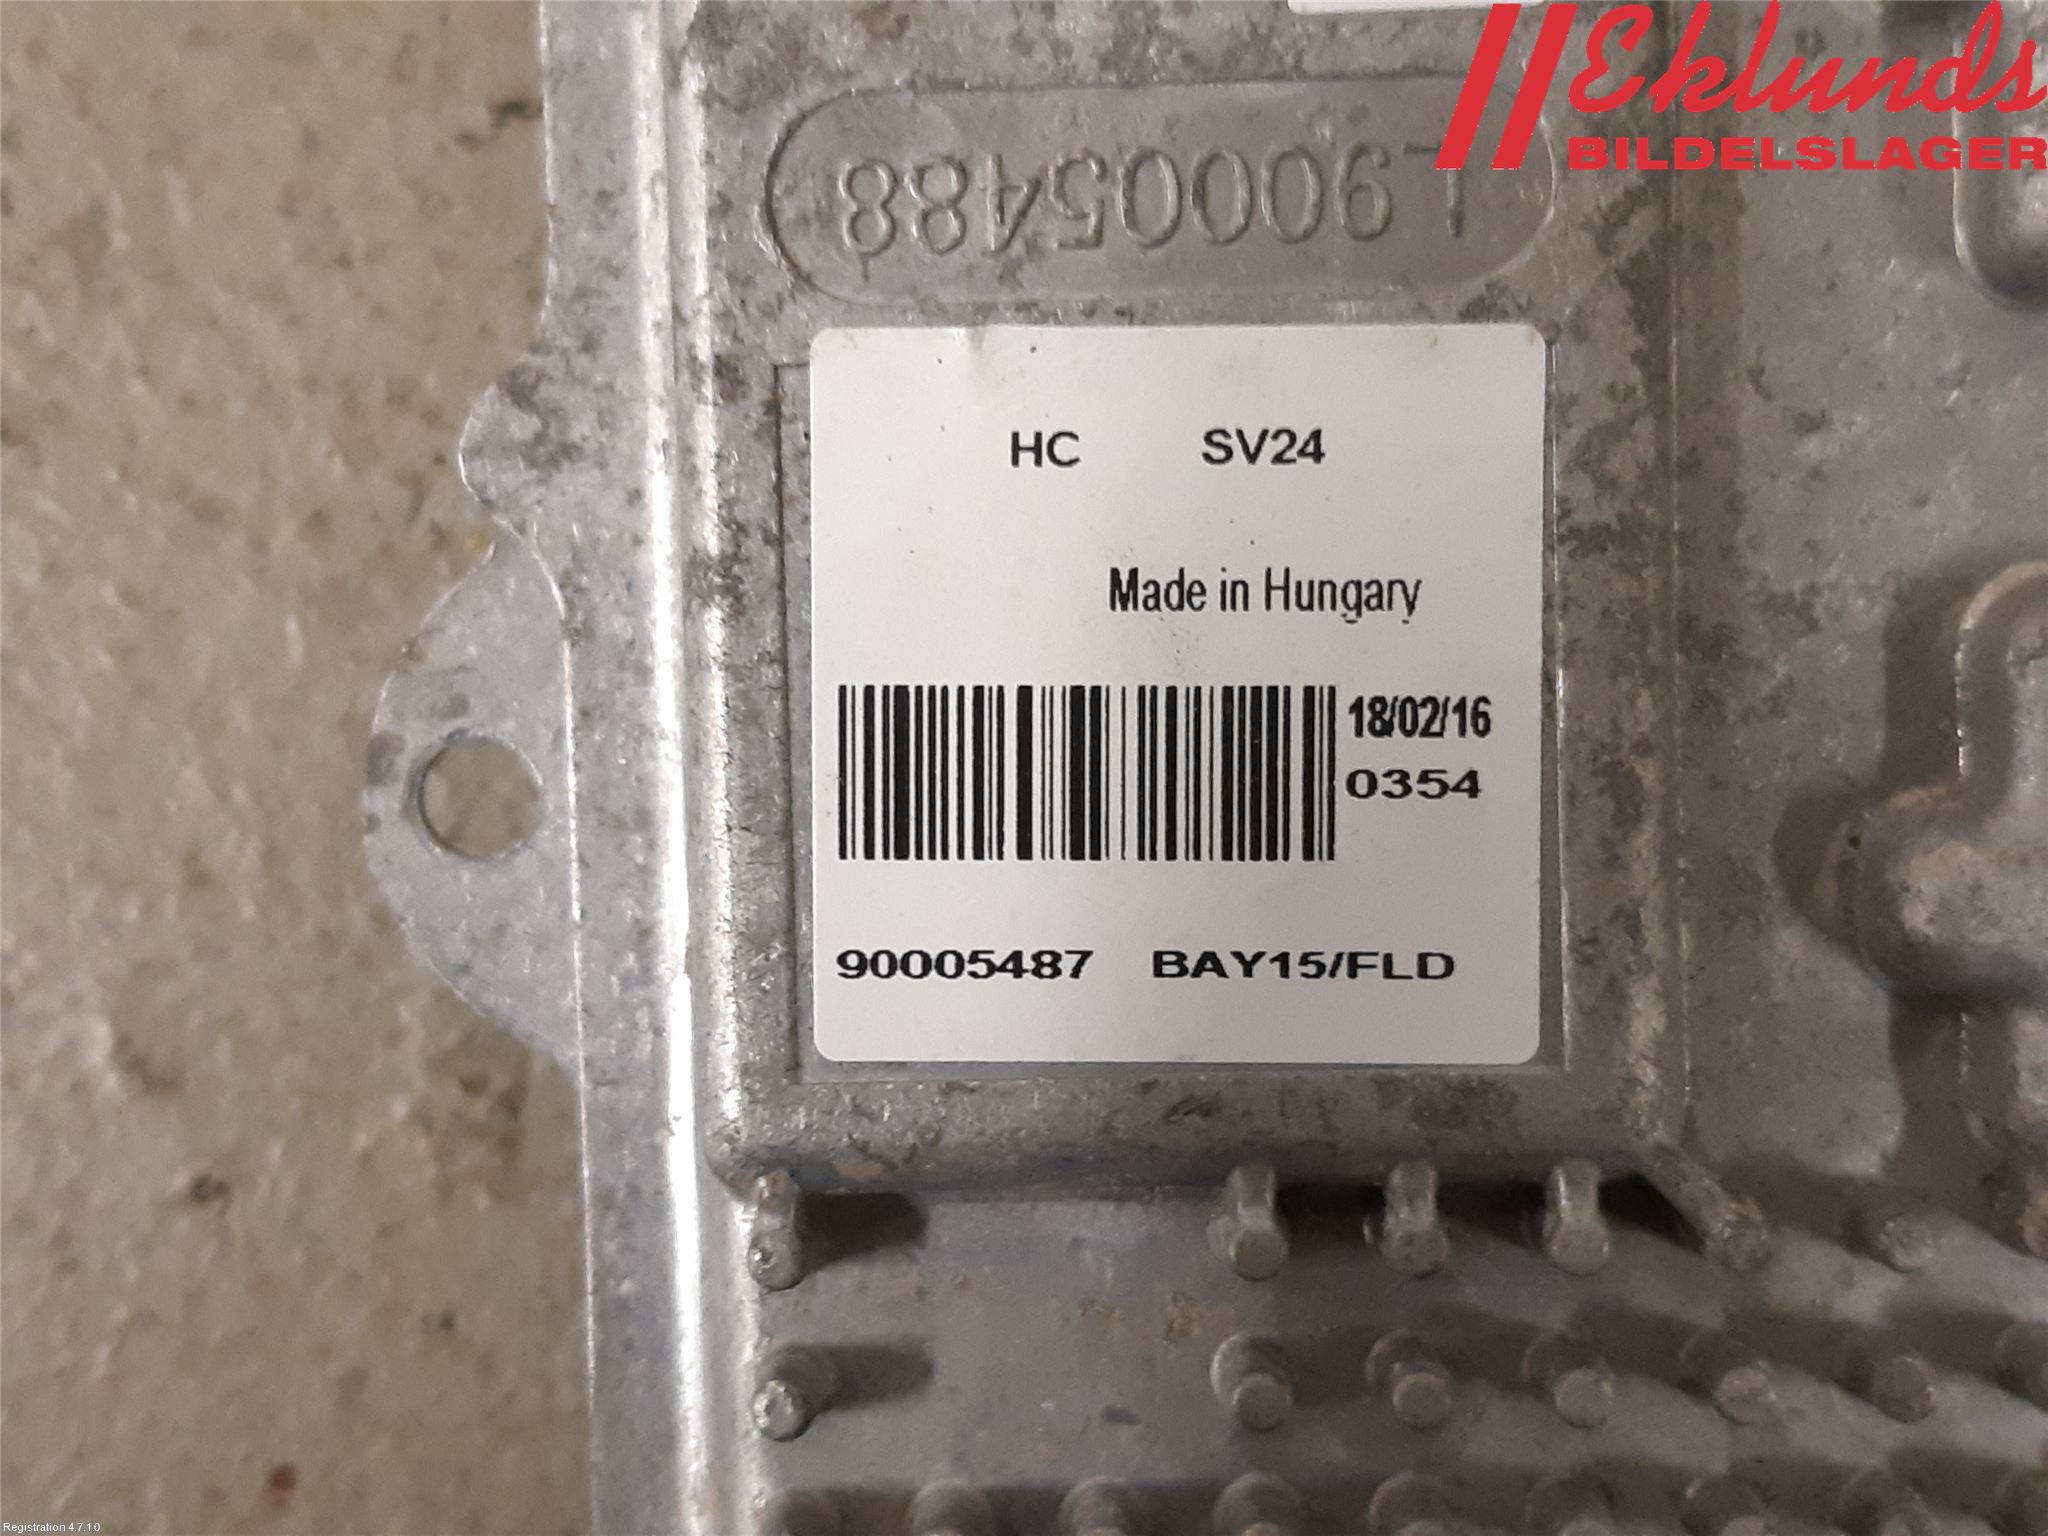 Eklunds
BILDELSLAGER
L90005488
HC SV24
Made in Hungary
18/02/16
0354
90005487 BAY15/FLD
Registration 4.7.1.0